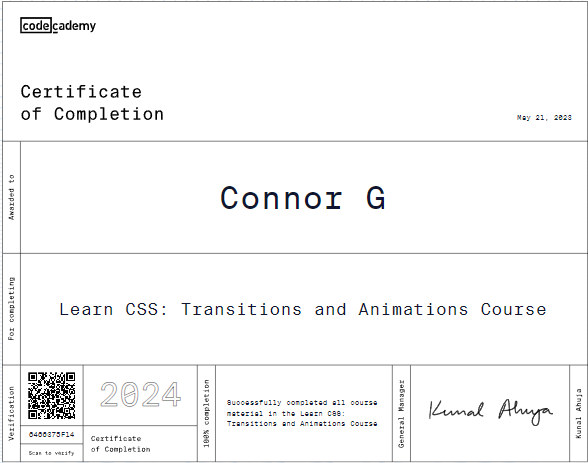 codecademy
Certificate
of Completion
May 21, 2023
Awarded to
Connor G
For completing
Learn CSS: Transitions and Animations Course
Verification
6466375F14
Scan to verify
2024
Certificate
of Completion
100% completion
Successfully completed all course
material in the Learn CSS:
Transitions and Animations Course
General Manager
Kunal Ahuja
Kunal Ahuja